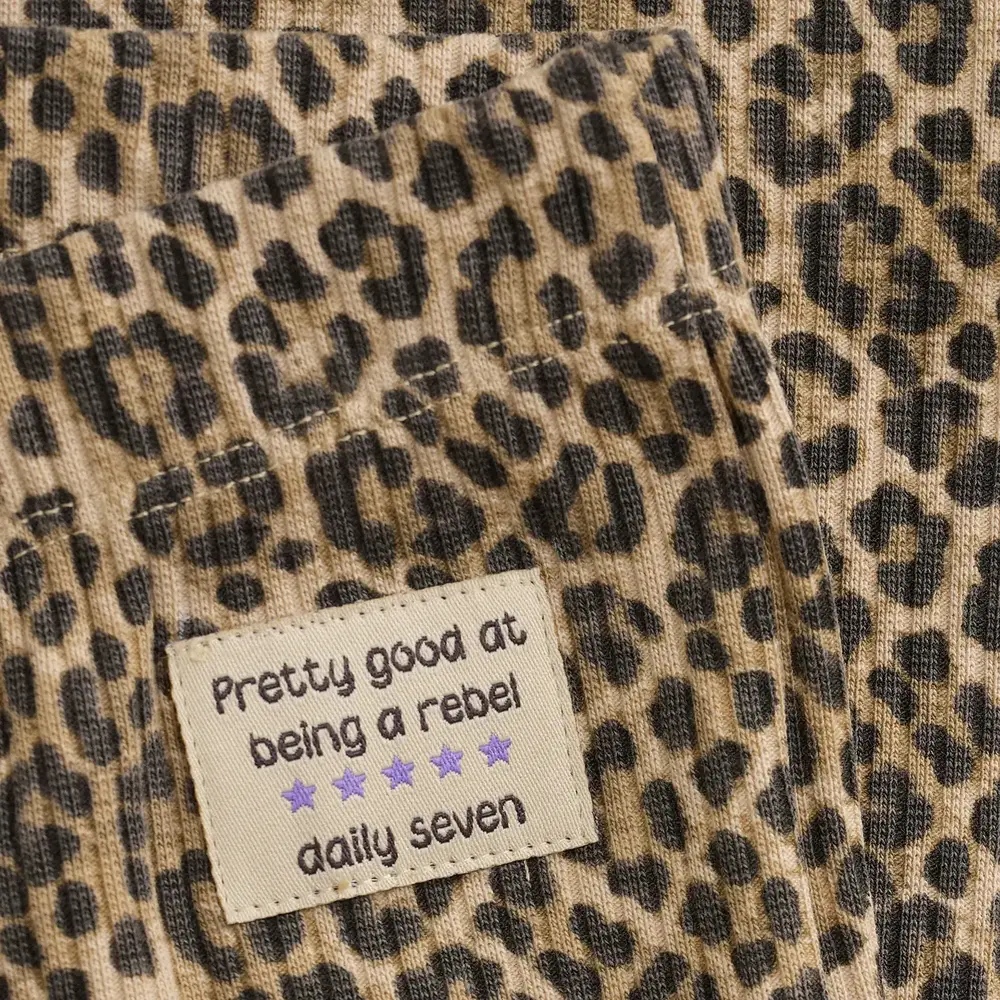 Pretty good at
being a rebel
daily seven